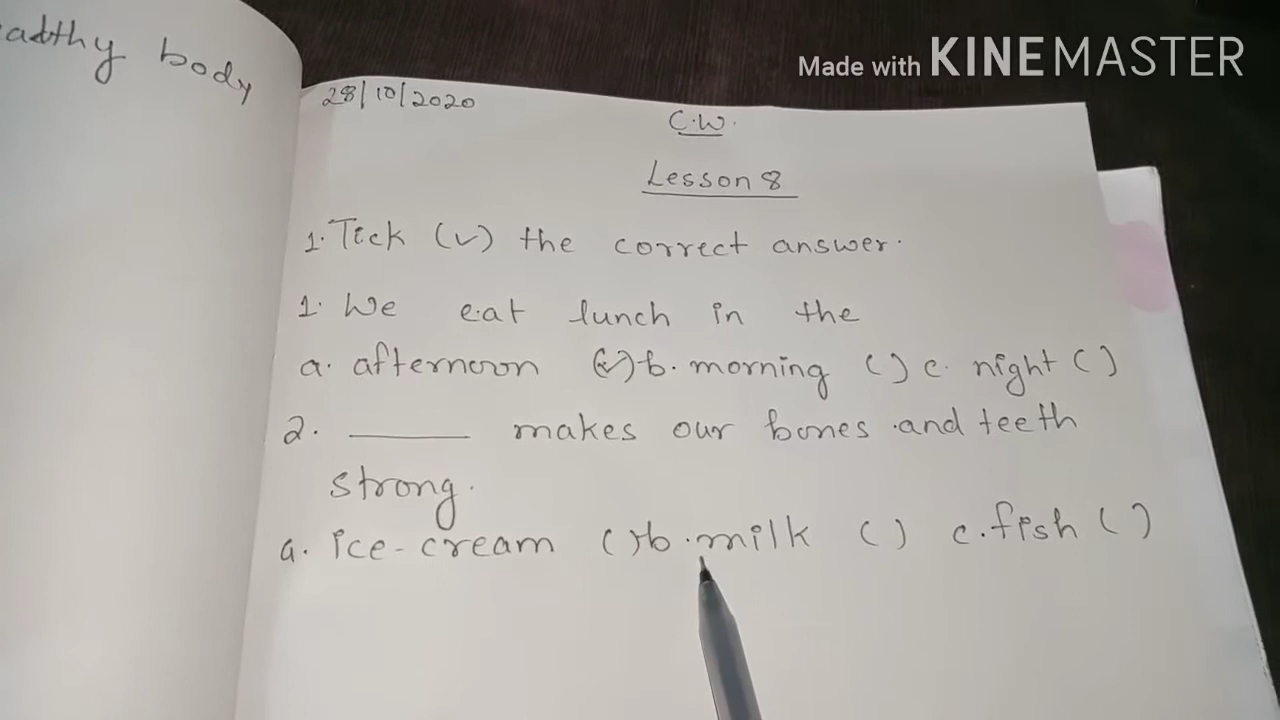 healthy body
Made with KINEMASTER
28/10/2020
C.W.
Lesson 8
1. Tick (✓) the correct answer.
1. We eat lunch in the
a. afternoon (✓) b. morning ( ) c. night ( )
2. ______ makes our bones and teeth
strong.
a. ice-cream ( ) b. milk ( ) c. fish ( )